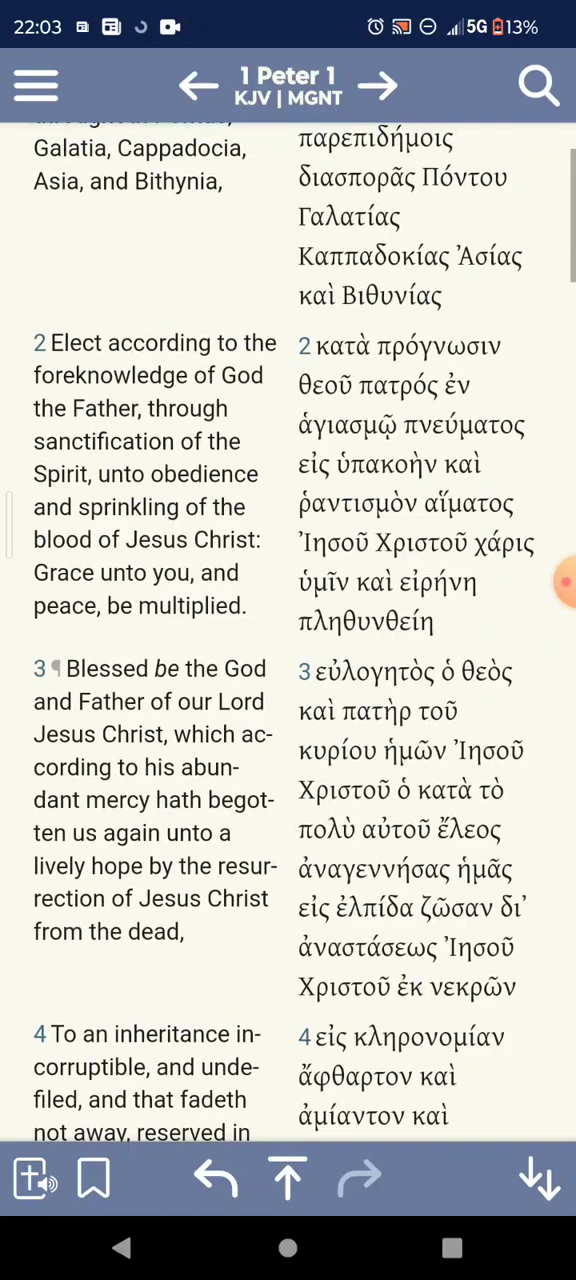 22:03
5G 13%
1 Peter 1
KJV | MGNT
Galatia, Cappadocia,
Asia, and Bithynia,
παρεπιδήμοις
διασπορᾶς Πόντου
Γαλατίας
Καππαδοκίας Ἀσίας
καὶ Βιθυνίας
2 Elect according to the
foreknowledge of God
the Father, through
sanctification of the
Spirit, unto obedience
and sprinkling of the
blood of Jesus Christ:
Grace unto you, and
peace, be multiplied.
2 κατὰ πρόγνωσιν
θεοῦ πατρός ἐν
ἁγιασμῷ πνεύματος
εἰς ὑπακοὴν καὶ
ῥαντισμὸν αἵματος
Ἰησοῦ Χριστοῦ χάρις
ὑμῖν καὶ εἰρήνη
πληθυνθείη
3 ¶ Blessed be the God
and Father of our Lord
Jesus Christ, which ac-
cording to his abun-
dant mercy hath begot-
ten us again unto a
lively hope by the resur-
rection of Jesus Christ
from the dead,
3 εὐλογητὸς ὁ θεὸς
καὶ πατὴρ τοῦ
κυρίου ἡμῶν Ἰησοῦ
Χριστοῦ ὁ κατὰ τὸ
πολὺ αὐτοῦ ἔλεος
ἀναγεννήσας ἡμᾶς
εἰς ἐλπίδα ζῶσαν δι’
ἀναστάσεως Ἰησοῦ
Χριστοῦ ἐκ νεκρῶν
4 To an inheritance in-
corruptible, and unde-
filed, and that fadeth
not away, reserved in
4 εἰς κληρονομίαν
ἄφθαρτον καὶ
ἀμίαντον καὶ